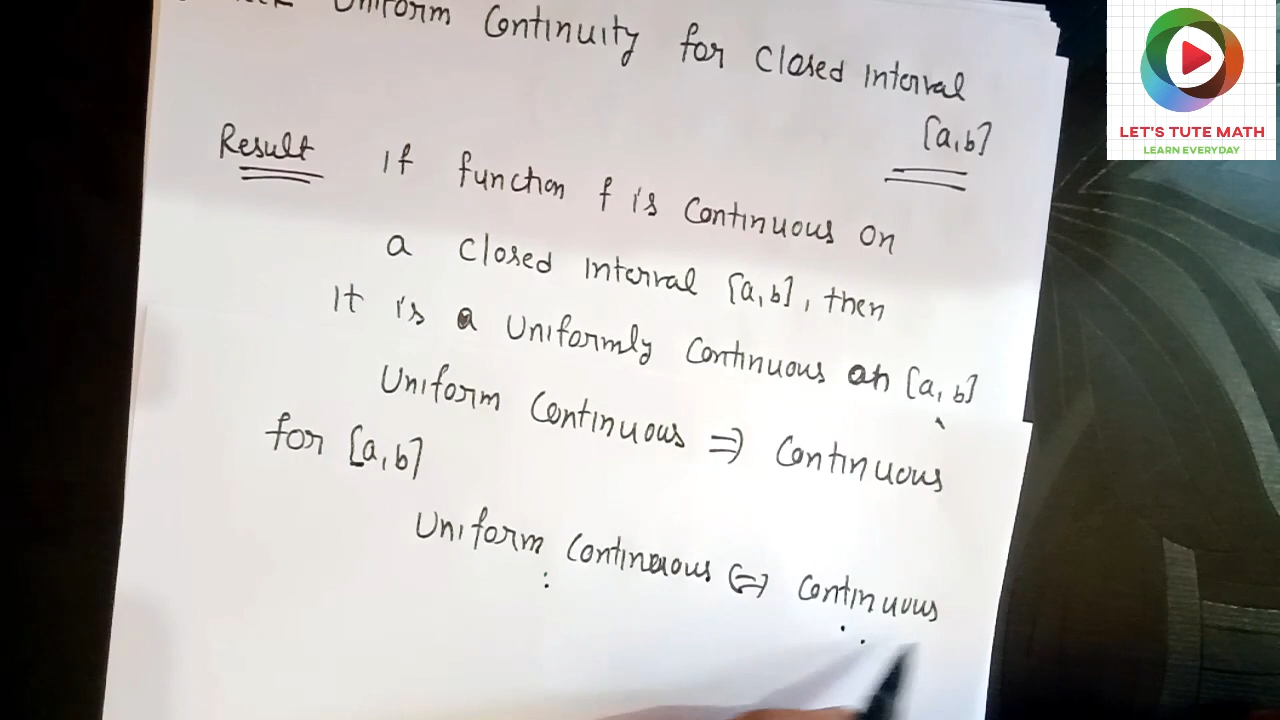 Uniform Continuity for Closed Interval
[a,b]
Result If function f is Continuous on
a Closed Interval [a,b], then
It is a Uniformly Continuous on [a,b]
Uniform Continuous ⇒ Continuous
for [a,b]
Uniform Continuous ⇔ Continuous
LET'S TUTE MATH
LEARN EVERYDAY